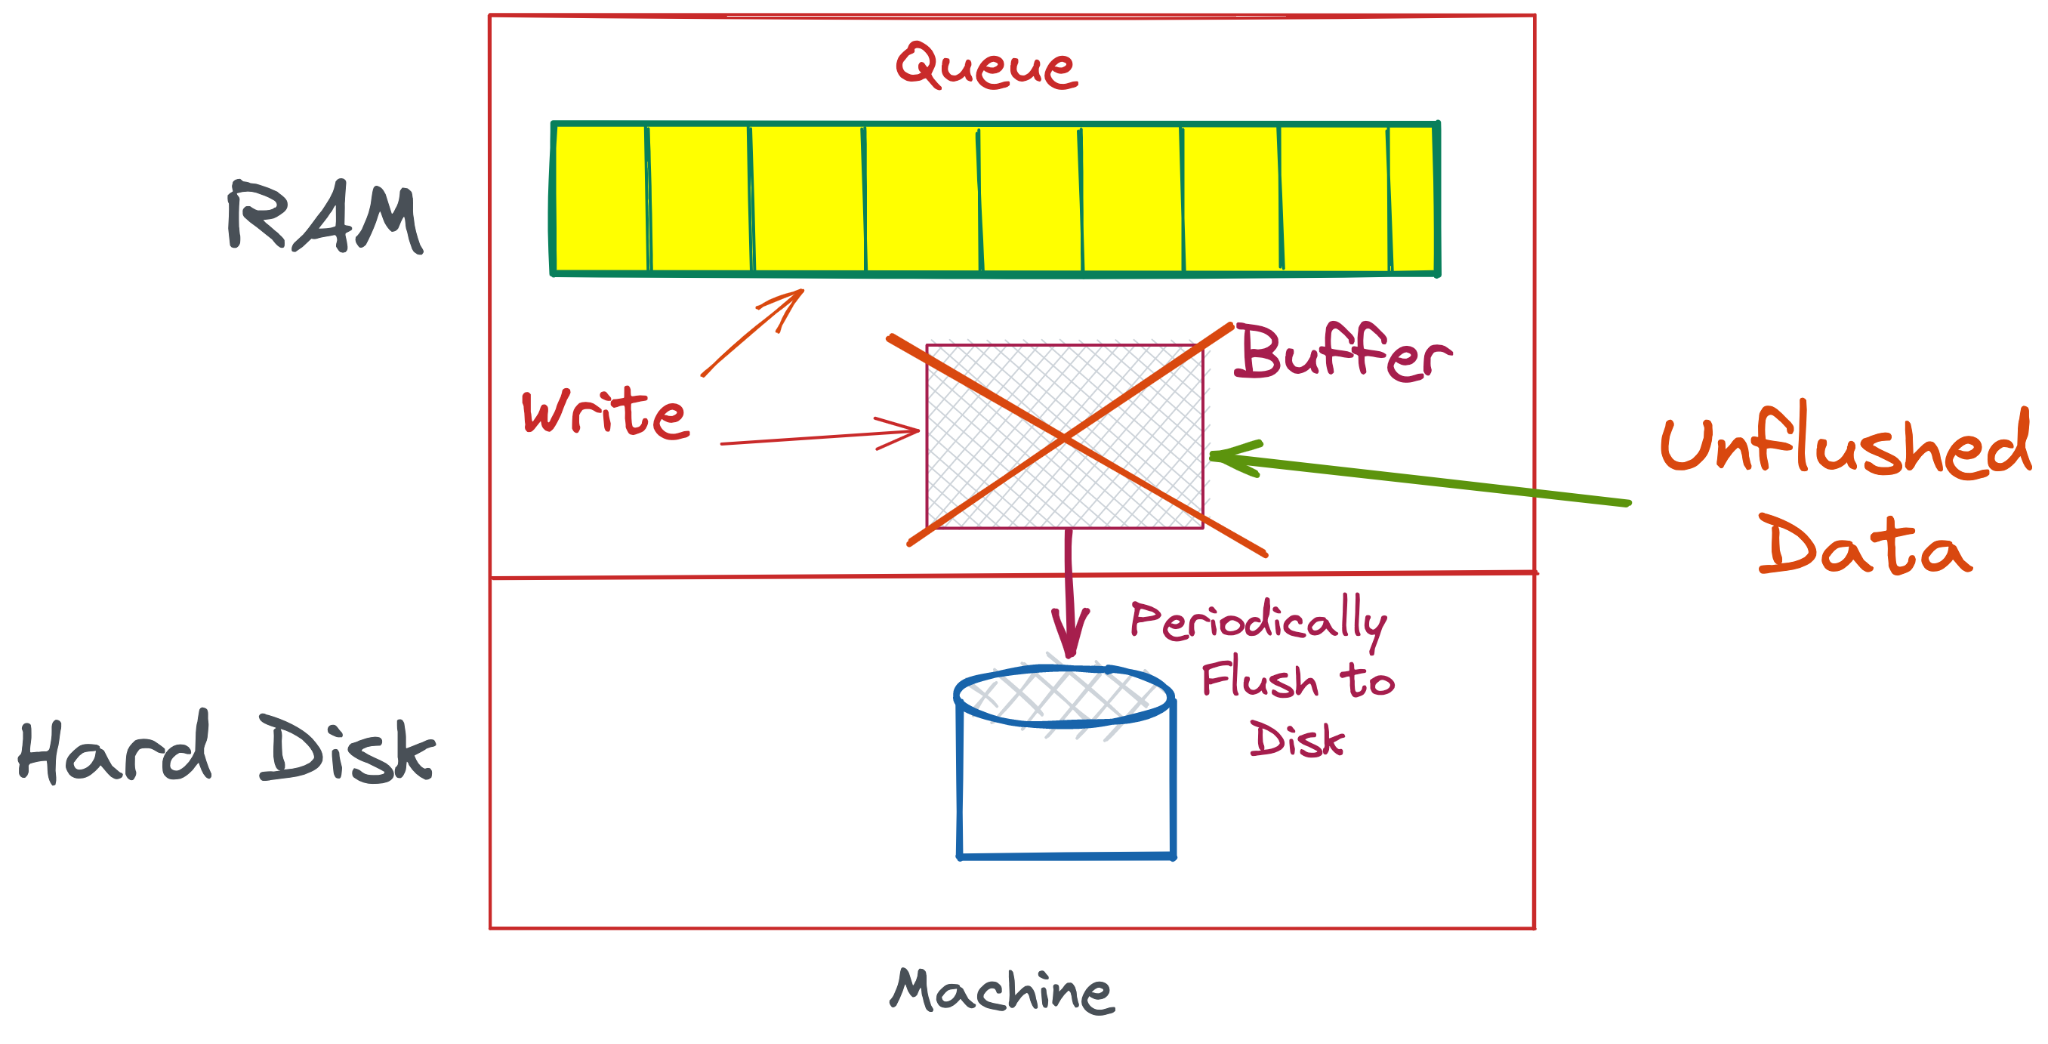 Queue
RAM
Buffer
Write
Unflushed
Data
Periodically
Flush to
Disk
Hard Disk
Machine